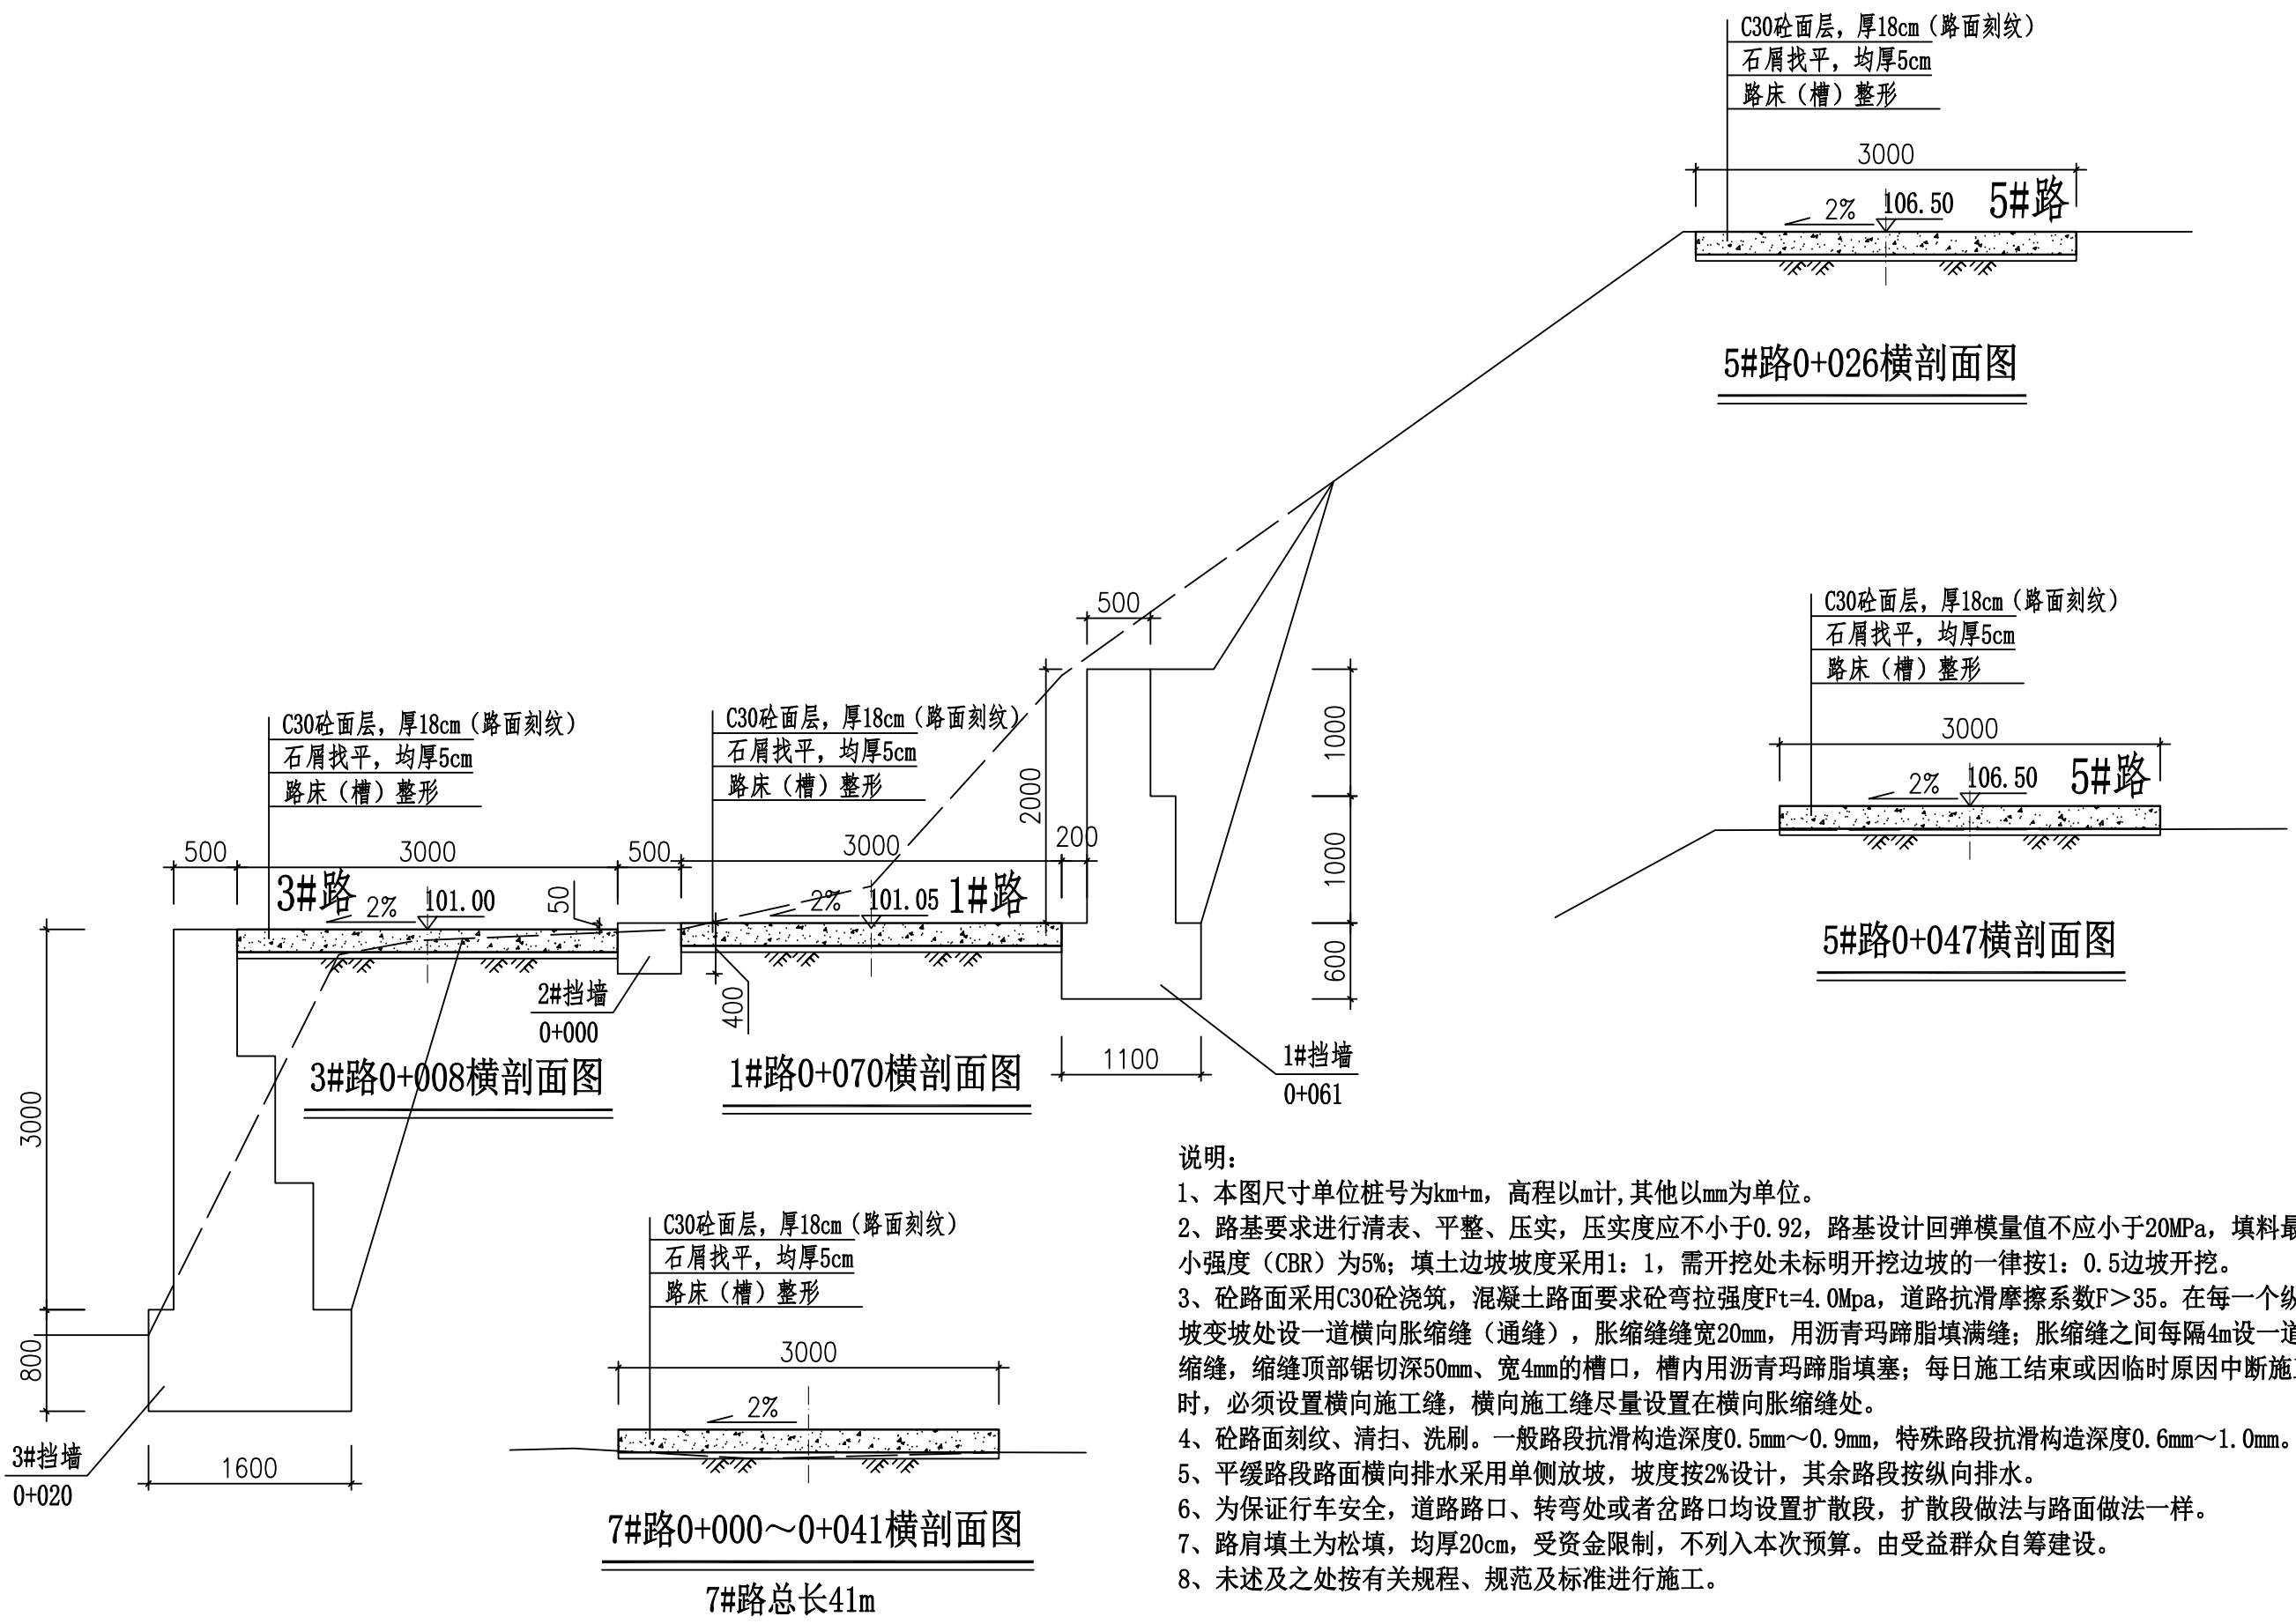 C30砼面层，厚18cm（路面刻纹）
石屑找平，均厚5cm
路床（槽）整形
3000
2%
106.50
5#路
5#路0+026横剖面图
C30砼面层，厚18cm（路面刻纹）
石屑找平，均厚5cm
路床（槽）整形
3000
2%
106.50
5#路
5#路0+047横剖面图
C30砼面层，厚18cm（路面刻纹）
石屑找平，均厚5cm
路床（槽）整形
500
3000
500
3#路
2%
101.00
50
3000
800
1600
3#挡墙
0+020
2#挡墙
0+000
3#路0+008横剖面图
C30砼面层，厚18cm（路面刻纹）
石屑找平，均厚5cm
路床（槽）整形
3000
200
2%
101.05
1#路
400
1#路0+070横剖面图
500
2000
1000
1000
600
1100
1#挡墙
0+061
C30砼面层，厚18cm（路面刻纹）
石屑找平，均厚5cm
路床（槽）整形
3000
2%
7#路0+000～0+041横剖面图
7#路总长41m
说明：
1、本图尺寸单位桩号为km+m，高程以m计,其他以mm为单位。
2、路基要求进行清表、平整、压实，压实度应不小于0.92，路基设计回弹模量值不应小于20MPa，填料最
小强度（CBR）为5%；填土边坡坡度采用1：1，需开挖处未标明开挖边坡的一律按1：0.5边坡开挖。
3、砼路面采用C30砼浇筑，混凝土路面要求砼弯拉强度Ft=4.0Mpa，道路抗滑摩擦系数F＞35。在每一个纵
坡变坡处设一道横向胀缩缝（通缝），胀缩缝缝宽20mm，用沥青玛蹄脂填满缝；胀缩缝之间每隔4m设一道
缩缝，缩缝顶部锯切深50mm、宽4mm的槽口，槽内用沥青玛蹄脂填塞；每日施工结束或因临时原因中断施工
时，必须设置横向施工缝，横向施工缝尽量设置在横向胀缩缝处。
4、砼路面刻纹、清扫、洗刷。一般路段抗滑构造深度0.5mm～0.9mm，特殊路段抗滑构造深度0.6mm～1.0mm。
5、平缓路段路面横向排水采用单侧放坡，坡度按2%设计，其余路段按纵向排水。
6、为保证行车安全，道路路口、转弯处或者岔路口均设置扩散段，扩散段做法与路面做法一样。
7、路肩填土为松填，均厚20cm，受资金限制，不列入本次预算。由受益群众自筹建设。
8、未述及之处按有关规程、规范及标准进行施工。